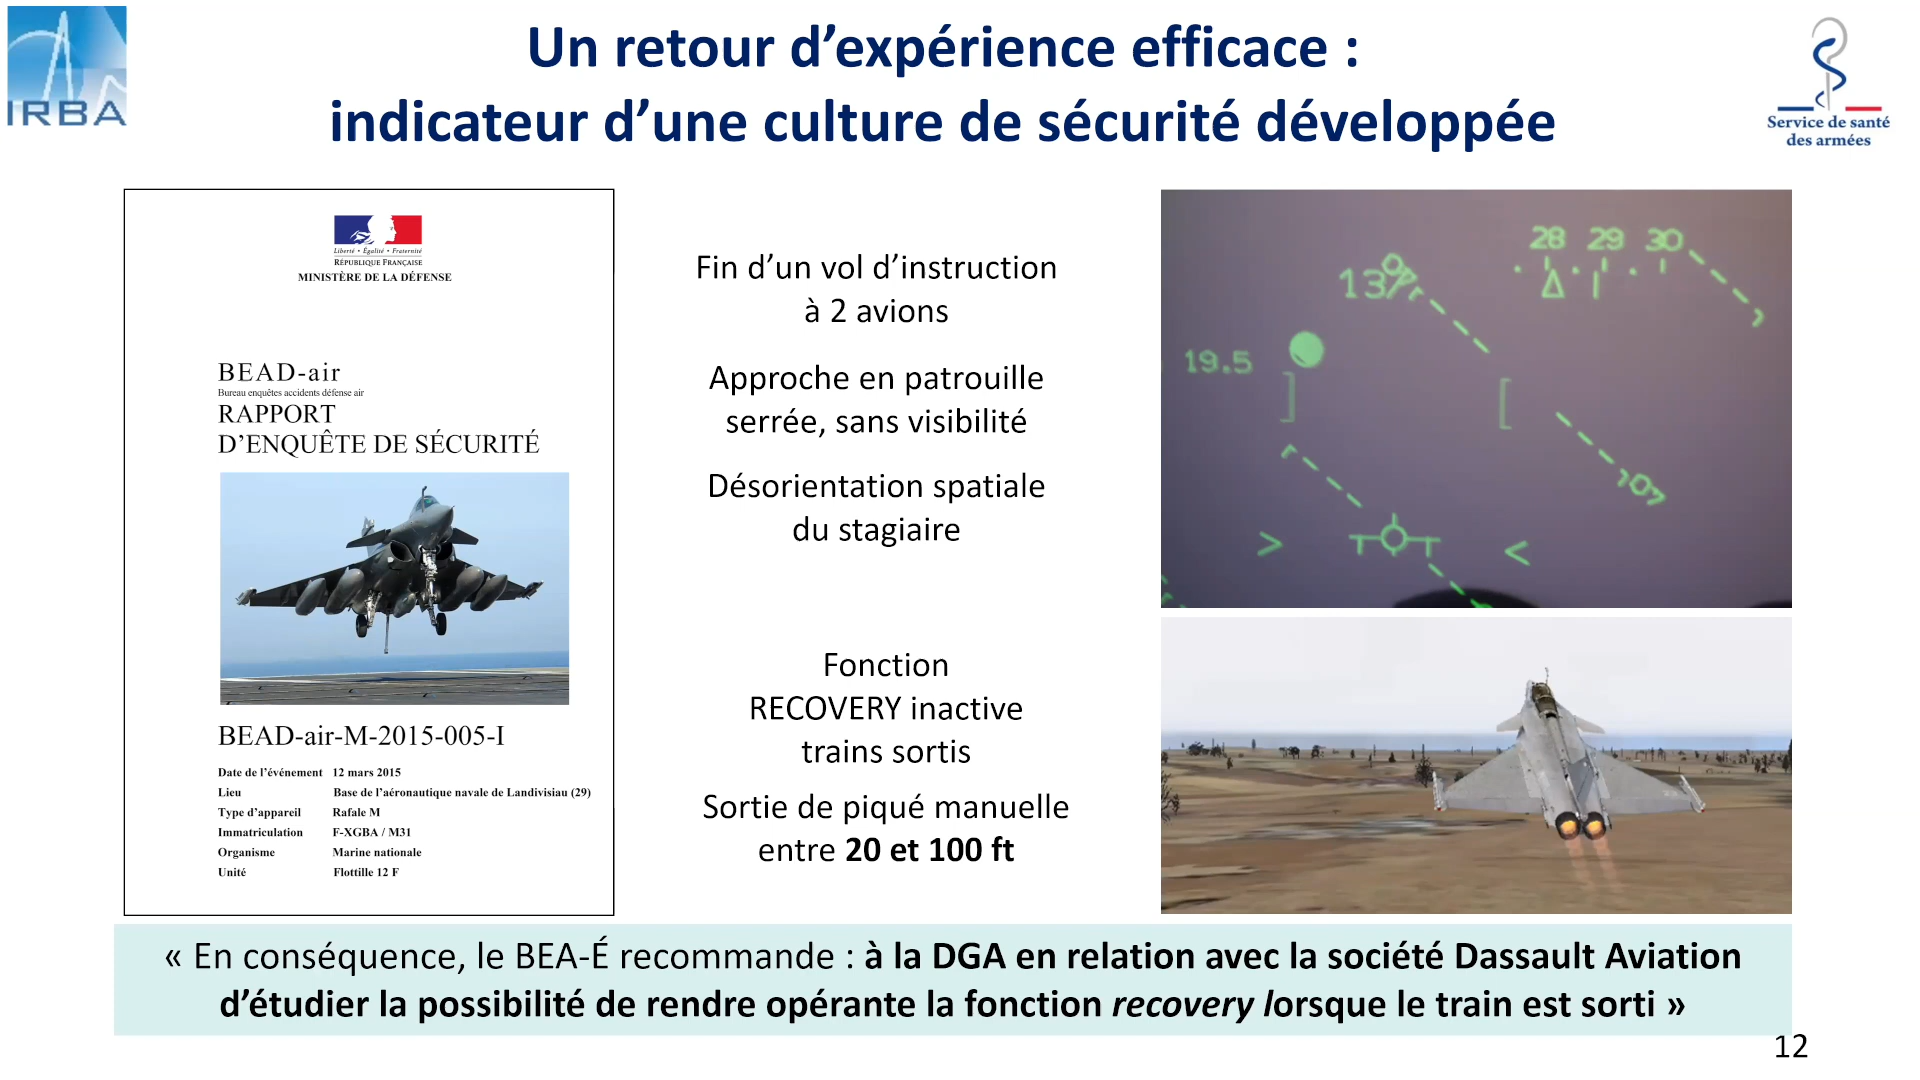 IRBA
Un retour d’expérience efficace :
indicateur d’une culture de sécurité développée
Service de santé
des armées
Liberté • Égalité • Fraternité
RÉPUBLIQUE FRANÇAISE
MINISTÈRE DE LA DÉFENSE
BEAD-air
Bureau enquêtes accidents défense air
RAPPORT
D’ENQUÊTE DE SÉCURITÉ
BEAD-air-M-2015-005-I
Date de l’événement 12 mars 2015
Lieu Base de l’aéronautique navale de Landivisiau (29)
Type d’appareil Rafale M
Immatriculation F-XGBA / M31
Organisme Marine nationale
Unité Flottille 12 F
Fin d’un vol d’instruction
à 2 avions
Approche en patrouille
serrée, sans visibilité
Désorientation spatiale
du stagiaire
Fonction
RECOVERY inactive
trains sortis
Sortie de piqué manuelle
entre 20 et 100 ft
28 29 30
19.5
« En conséquence, le BEA-É recommande : à la DGA en relation avec la société Dassault Aviation
d’étudier la possibilité de rendre opérante la fonction recovery lorsque le train est sorti »
12